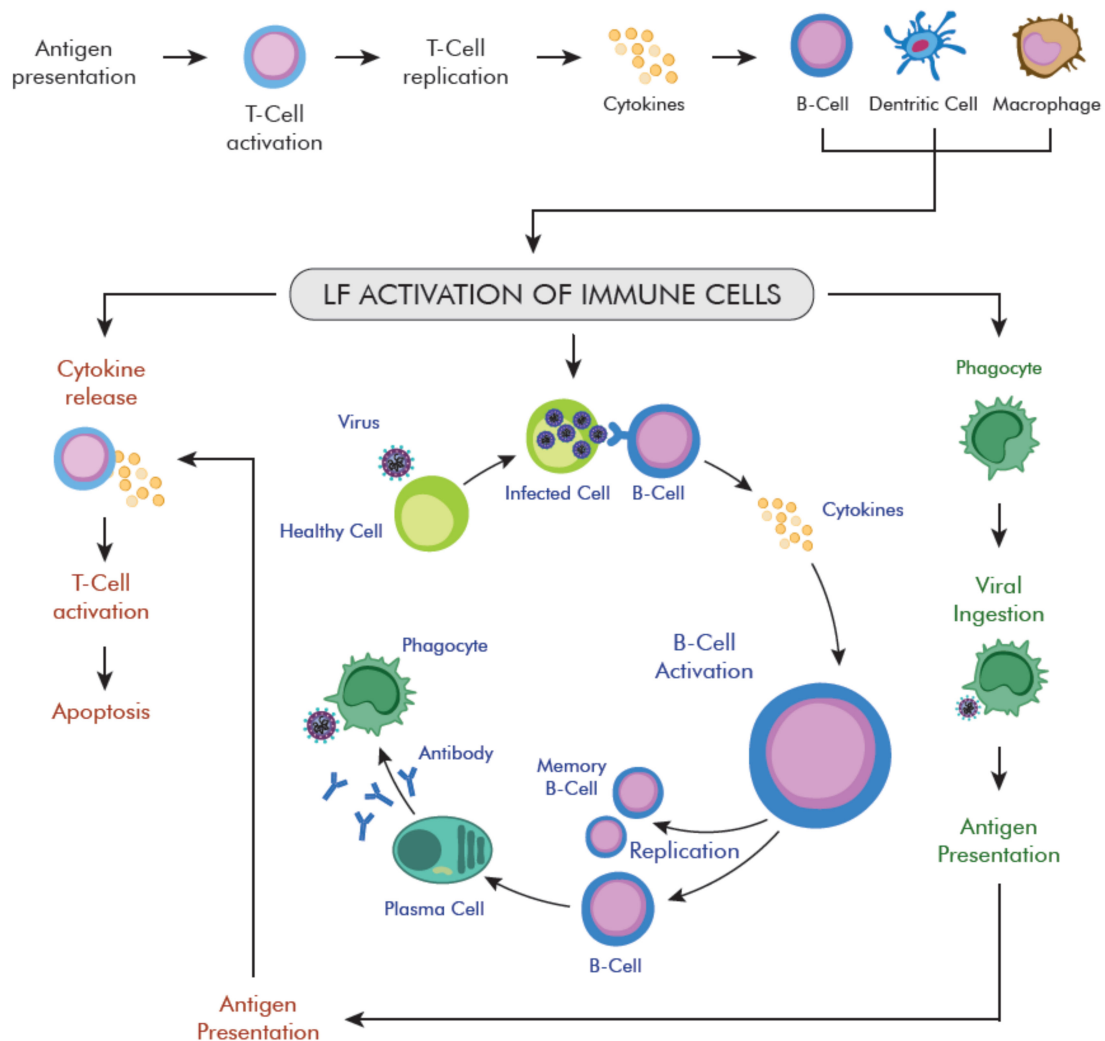 Antigen
presentation
T-Cell
activation
T-Cell
replication
Cytokines
B-Cell
Dentritic Cell
Macrophage
LF ACTIVATION OF IMMUNE CELLS
Cytokine
release
T-Cell
activation
Apoptosis
Virus
Healthy Cell
Infected Cell
B-Cell
Cytokines
B-Cell
Activation
Memory
B-Cell
Replication
B-Cell
Plasma Cell
Antibody
Phagocyte
Phagocyte
Viral
Ingestion
Antigen
Presentation
Antigen
Presentation